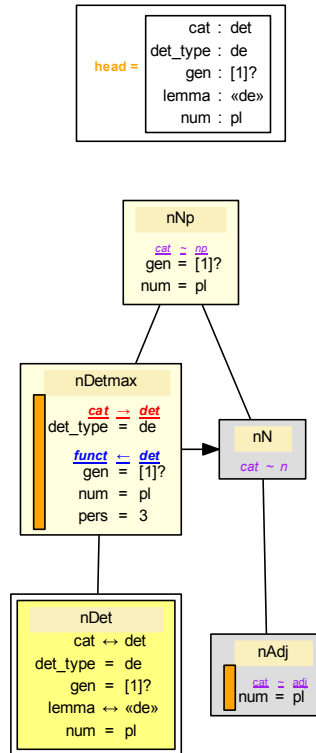 head =
cat : det
det_type : de
gen : [1]?
lemma : «de»
num : pl
nNp
cat ~ np
gen = [1]?
num = pl
nDetmax
cat → det
det_type = de
funct ← det
gen = [1]?
num = pl
pers = 3
nN
cat ~ n
nDet
cat ↔ det
det_type = de
gen = [1]?
lemma ↔ «de»
num = pl
nAdj
cat ~ adj
num = pl